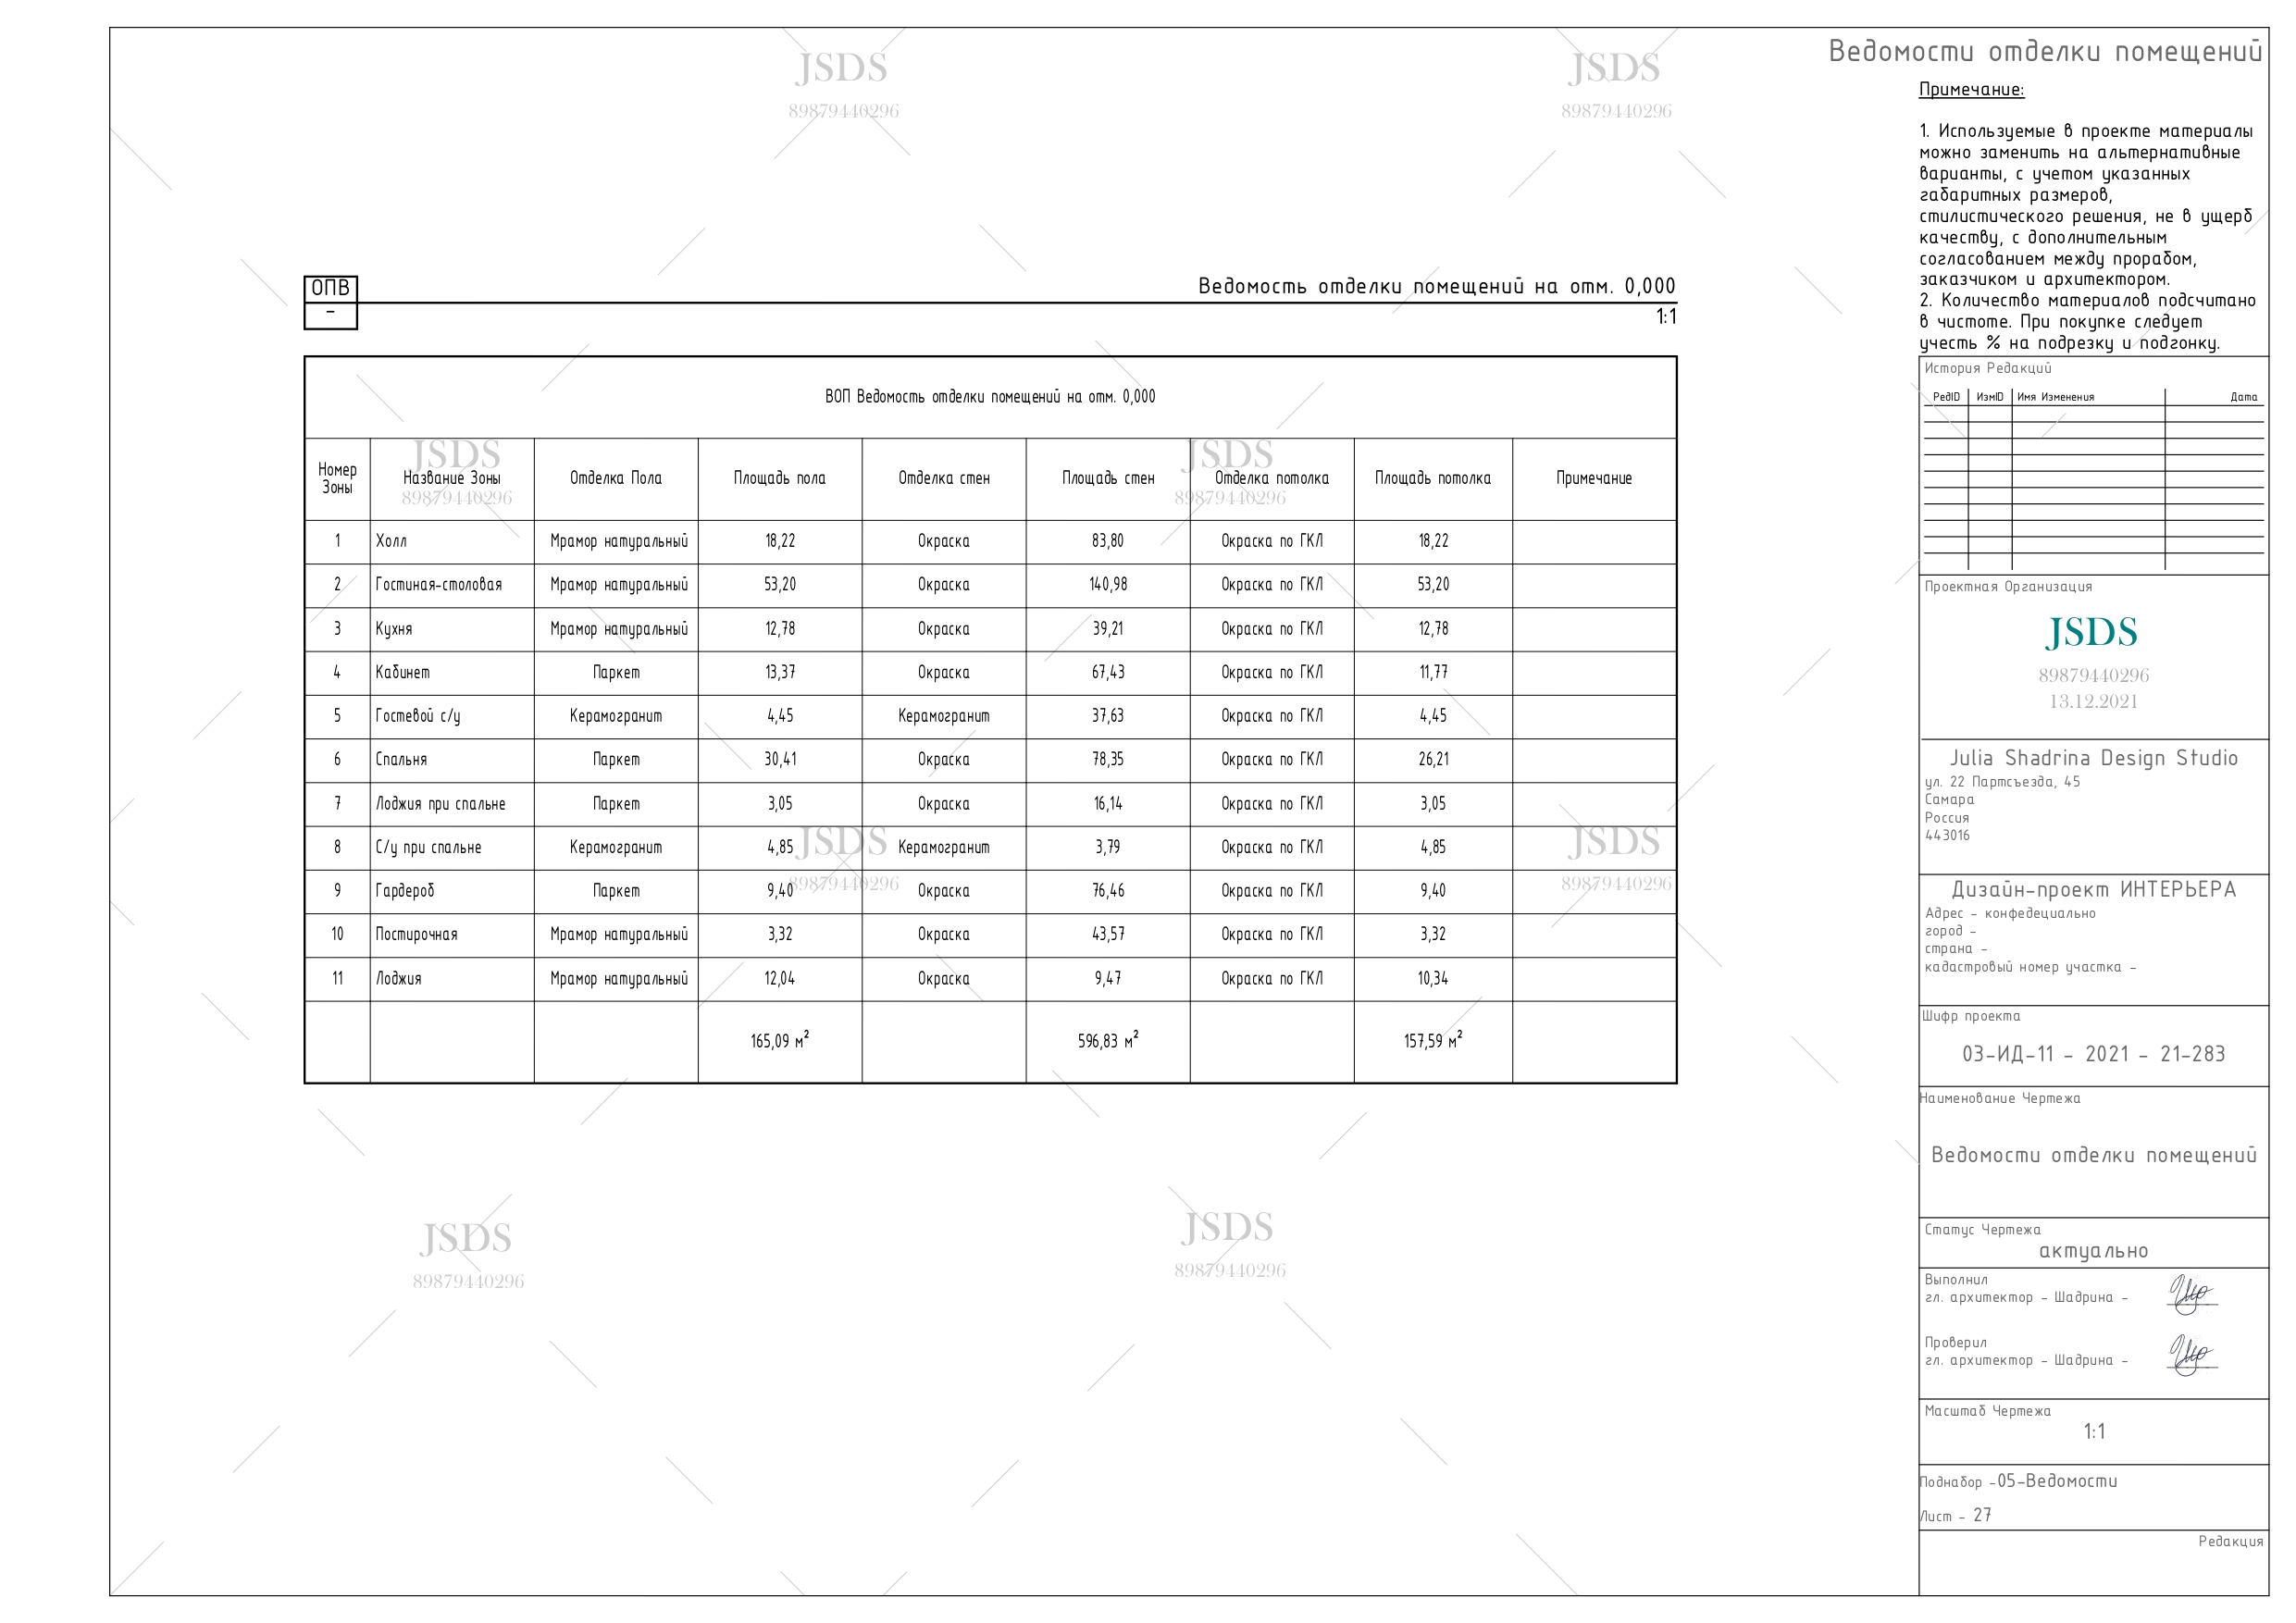 Ведомости отделки помещений
Примечание:
1. Используемые в проекте материалы
можно заменить на альтернативные
варианты, с учетом указанных
габаритных размеров,
стилистического решения, не в ущерб
качеству, с дополнительным
согласованием между прорабом,
заказчиком и архитектором.
2. Количество материалов подсчитано
в чистоте. При покупке следует
учесть % на подрезку и подгонку.
JSDS
89879440296
JSDS
89879440296
ОПВ
-
Ведомость отделки помещений на отм. 0,000
1:1
ВОП Ведомость отделки помещений на отм. 0,000
JSDS
89879440296
JSDS
89879440296
Номер Зоны Название Зоны Отделка Пола Площадь пола Отделка стен Площадь стен Отделка потолка Площадь потолка Примечание
1 Холл Мрамор натуральный 18,22 Окраска 83,80 Окраска по ГКЛ 18,22
2 Гостиная-столовая Мрамор натуральный 53,20 Окраска 140,98 Окраска по ГКЛ 53,20
3 Кухня Мрамор натуральный 12,78 Окраска 39,21 Окраска по ГКЛ 12,78
4 Кабинет Паркет 13,37 Окраска 67,43 Окраска по ГКЛ 11,77
5 Гостевой с/у Керамогранит 4,45 Керамогранит 37,63 Окраска по ГКЛ 4,45
6 Спальня Паркет 30,41 Окраска 78,35 Окраска по ГКЛ 26,21
7 Лоджия при спальне Паркет 3,05 Окраска 16,14 Окраска по ГКЛ 3,05
8 С/у при спальне Керамогранит 4,85 Керамогранит 3,79 Окраска по ГКЛ 4,85
9 Гардероб Паркет 9,40 Окраска 76,46 Окраска по ГКЛ 9,40
10 Постирочная Мрамор натуральный 3,32 Окраска 43,57 Окраска по ГКЛ 3,32
11 Лоджия Мрамор натуральный 12,04 Окраска 9,47 Окраска по ГКЛ 10,34
165,09 м² 596,83 м² 157,59 м²
JSDS
89879440296
JSDS
89879440296
JSDS
89879440296
JSDS
89879440296
История Редакций
РедID ИзмID Имя Изменения Дата
Проектная Организация
JSDS
89879440296
13.12.2021
Julia Shadrina Design Studio
ул. 22 Партсъезда, 45
Самара
Россия
443016
Дизайн-проект ИНТЕРЬЕРА
Адрес - конфедециально
город -
страна -
кадастровый номер участка -
Шифр проекта
03-ИД-11 - 2021 - 21-283
Наименование Чертежа
Ведомости отделки помещений
Статус Чертежа
актуально
Выполнил
гл. архитектор - Шадрина -
Проверил
гл. архитектор - Шадрина -
Масштаб Чертежа
1:1
Поднабор -05-Ведомости
Лист - 27
Редакция